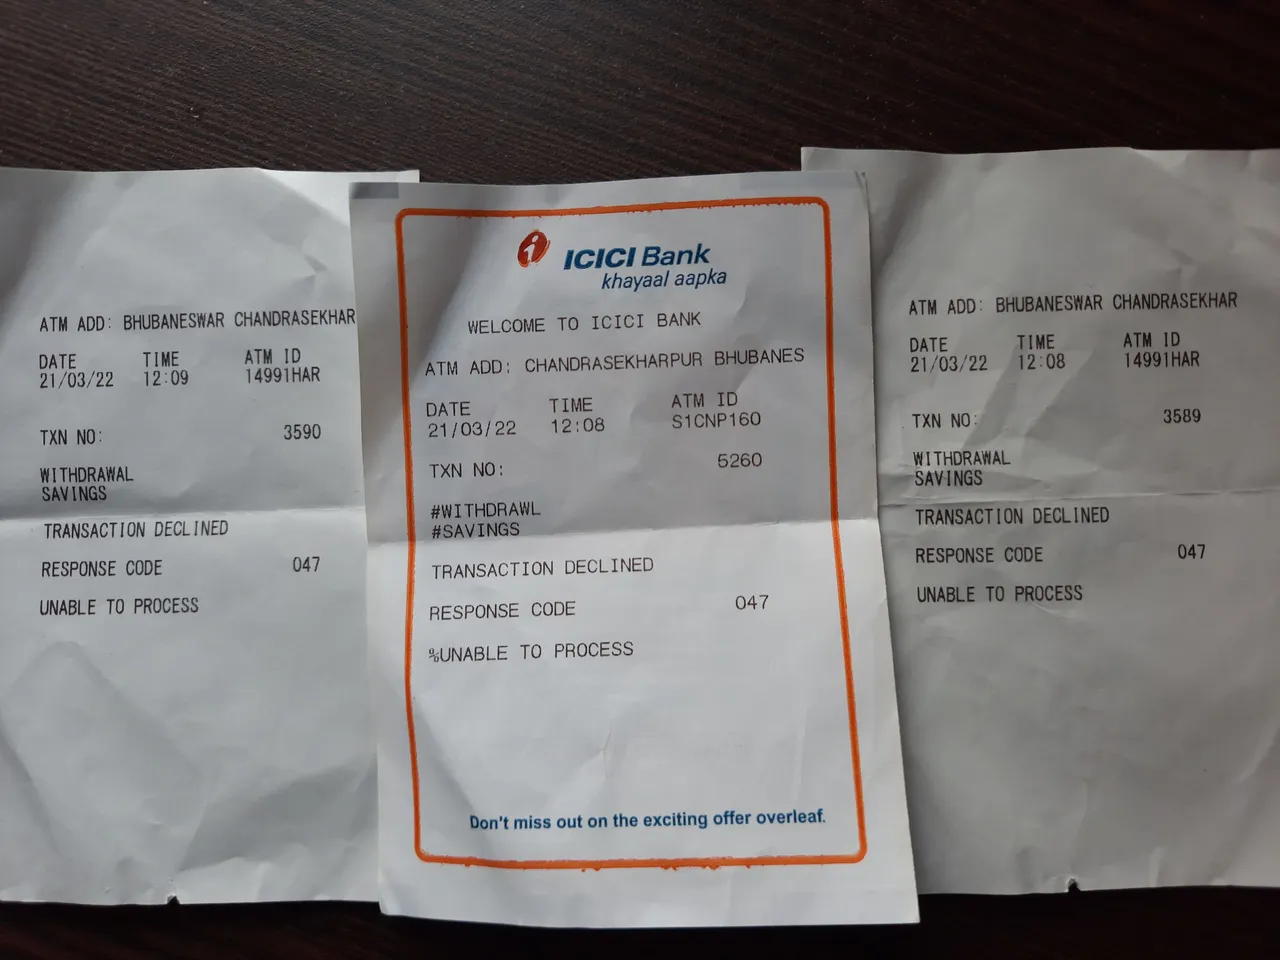 ATM ADD: BHUBANESWAR CHANDRASEKHAR
DATE TIME ATM ID
21/03/22 12:09 14991HAR
TXN NO: 3590
WITHDRAWAL
SAVINGS
TRANSACTION DECLINED
RESPONSE CODE 047
UNABLE TO PROCESS
ICICI Bank
khayaal aapka
WELCOME TO ICICI BANK
ATM ADD: CHANDRASEKHARPUR BHUBANES
DATE TIME ATM ID
21/03/22 12:08 S1CNP160
TXN NO: 5260
#WITHDRAWL
#SAVINGS
TRANSACTION DECLINED
RESPONSE CODE 047
%UNABLE TO PROCESS
Don't miss out on the exciting offer overleaf.
ATM ADD: BHUBANESWAR CHANDRASEKHAR
DATE TIME ATM ID
21/03/22 12:08 14991HAR
TXN NO: 3589
WITHDRAWAL
SAVINGS
TRANSACTION DECLINED
RESPONSE CODE 047
UNABLE TO PROCESS